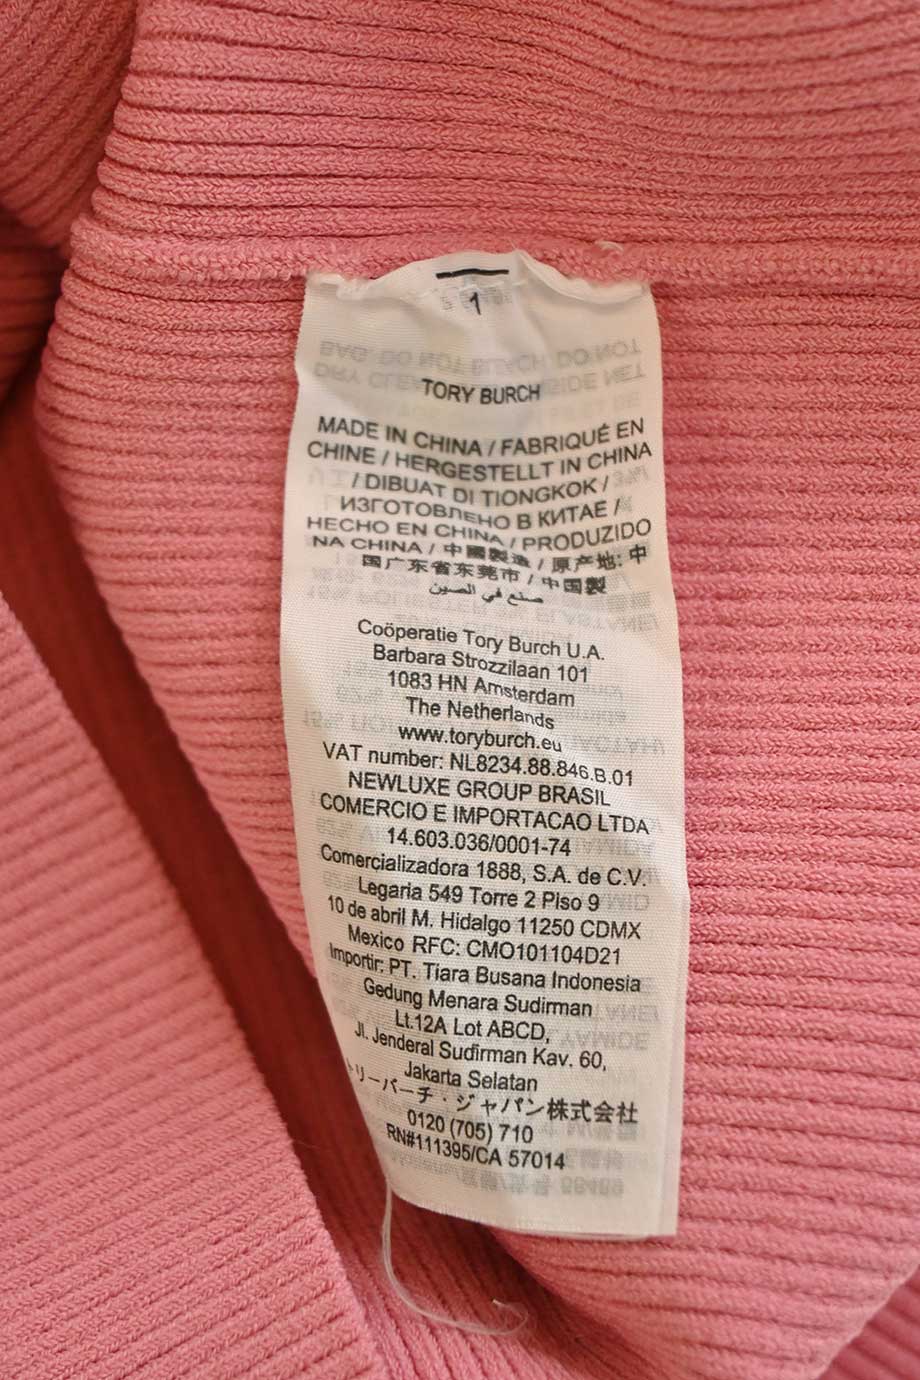 1
TORY BURCH
MADE IN CHINA / FABRIQUÉ EN
CHINE / HERGESTELLT IN CHINA
/ DIBUAT DI TIONGKOK /
ИЗГОТОВЛЕНО В КИТАЕ /
HECHO EN CHINA / PRODUZIDO
NA CHINA / 中國製造 / 原产地: 中
国广东省东莞市 / 中国製
صنع في الصين
Coöperatie Tory Burch U.A.
Barbara Strozzilaan 101
1083 HN Amsterdam
The Netherlands
www.toryburch.eu
VAT number: NL8234.88.846.B.01
NEWLUXE GROUP BRASIL
COMERCIO E IMPORTACAO LTDA
14.603.036/0001-74
Comercializadora 1888, S.A. de C.V.
Legaria 549 Torre 2 Piso 9
10 de abril M. Hidalgo 11250 CDMX
Mexico RFC: CMO101104D21
Importir: PT. Tiara Busana Indonesia
Gedung Menara Sudirman
Lt.12A Lot ABCD,
Jl. Jenderal Sudirman Kav. 60,
Jakarta Selatan
トリーバーチ・ジャパン株式会社
0120 (705) 710
RN#111395/CA 57014